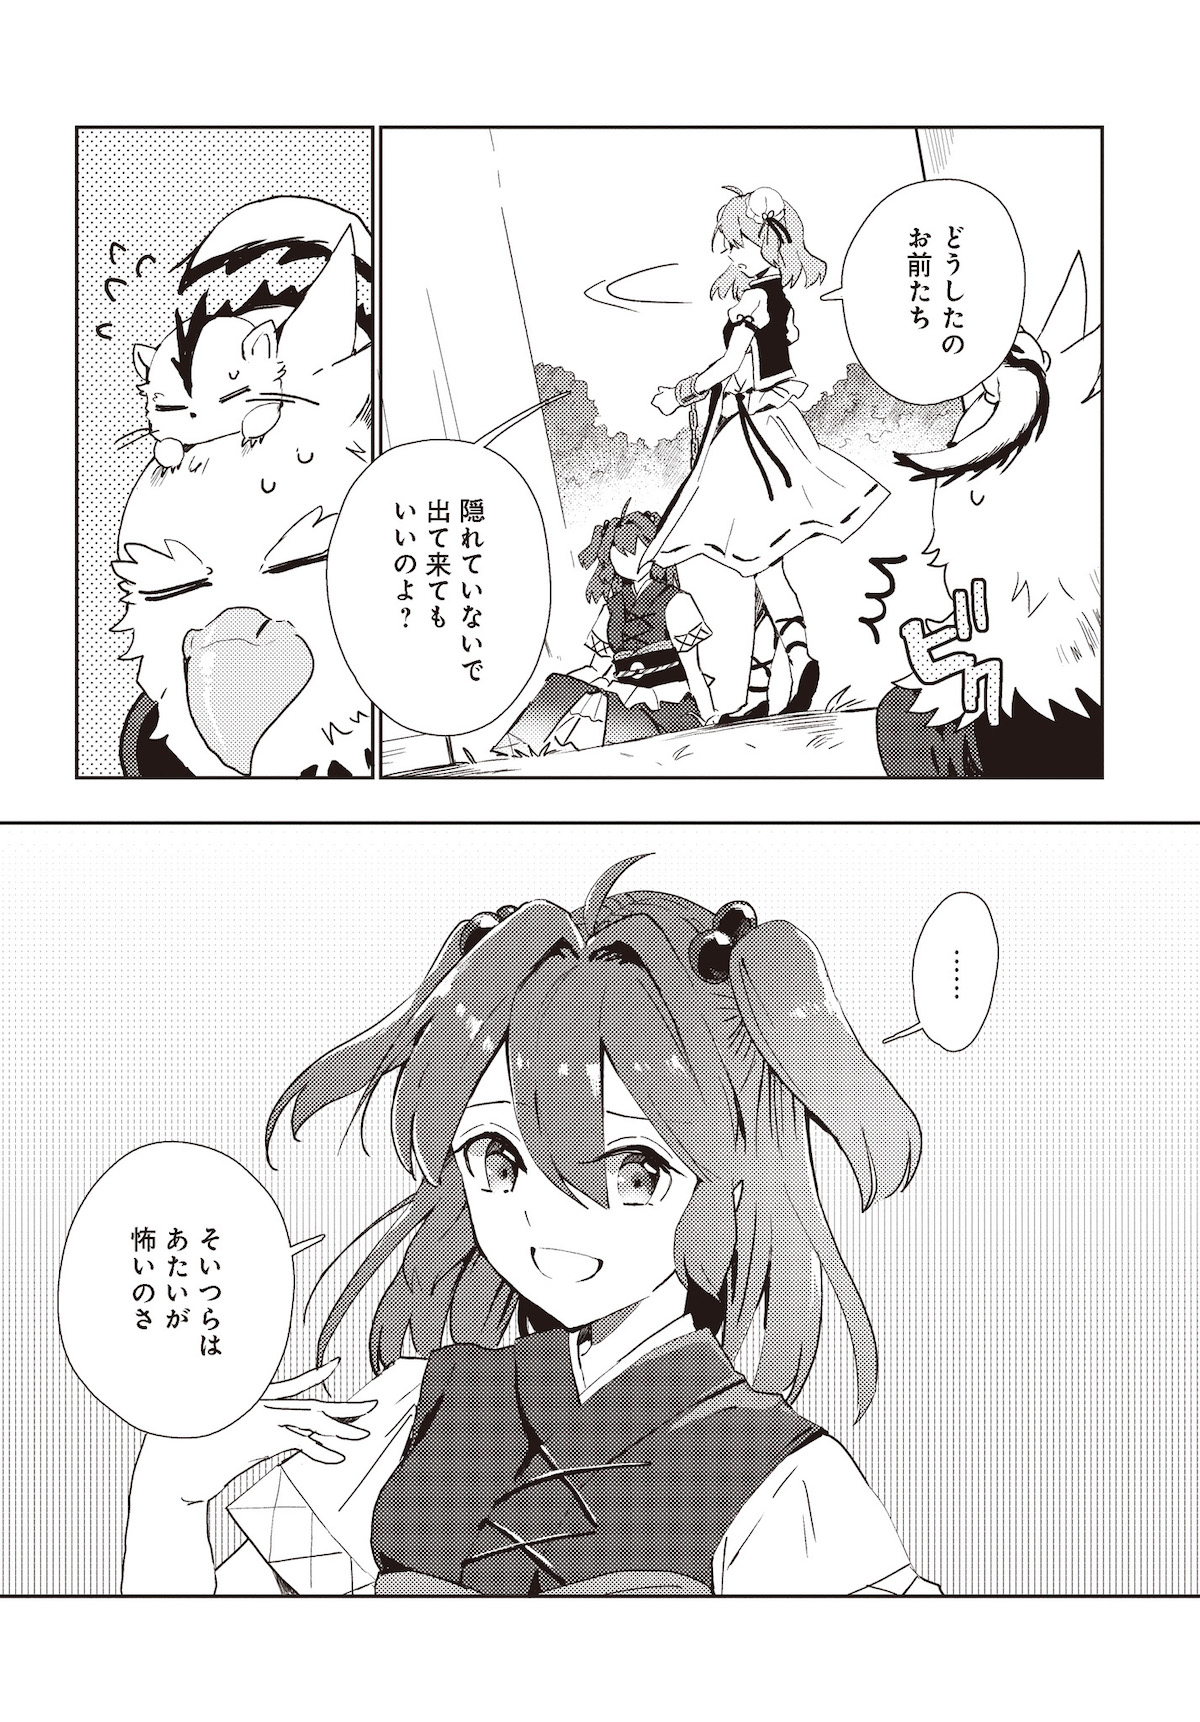 どうしたの
お前たち
隠れていないで
出て来ても
いいのよ？
ビクッ
……
そいつらは
あたいが
怖いのさ